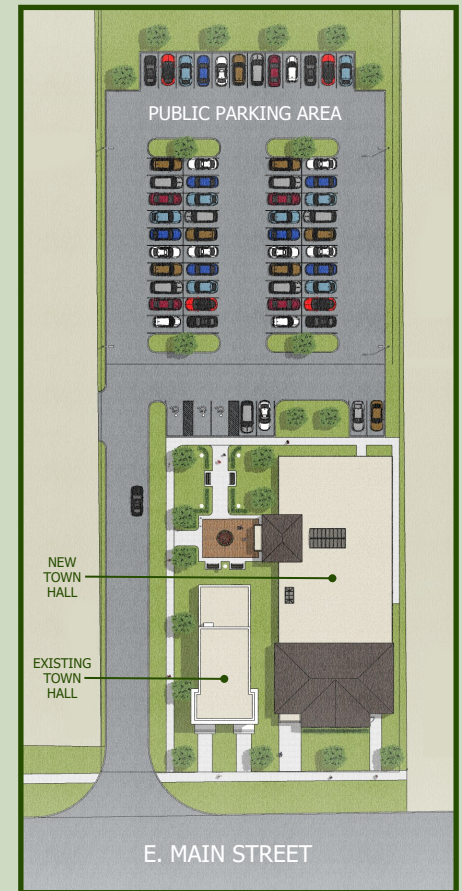 PUBLIC PARKING AREA
NEW
TOWN
HALL
EXISTING
TOWN
HALL
E. MAIN STREET